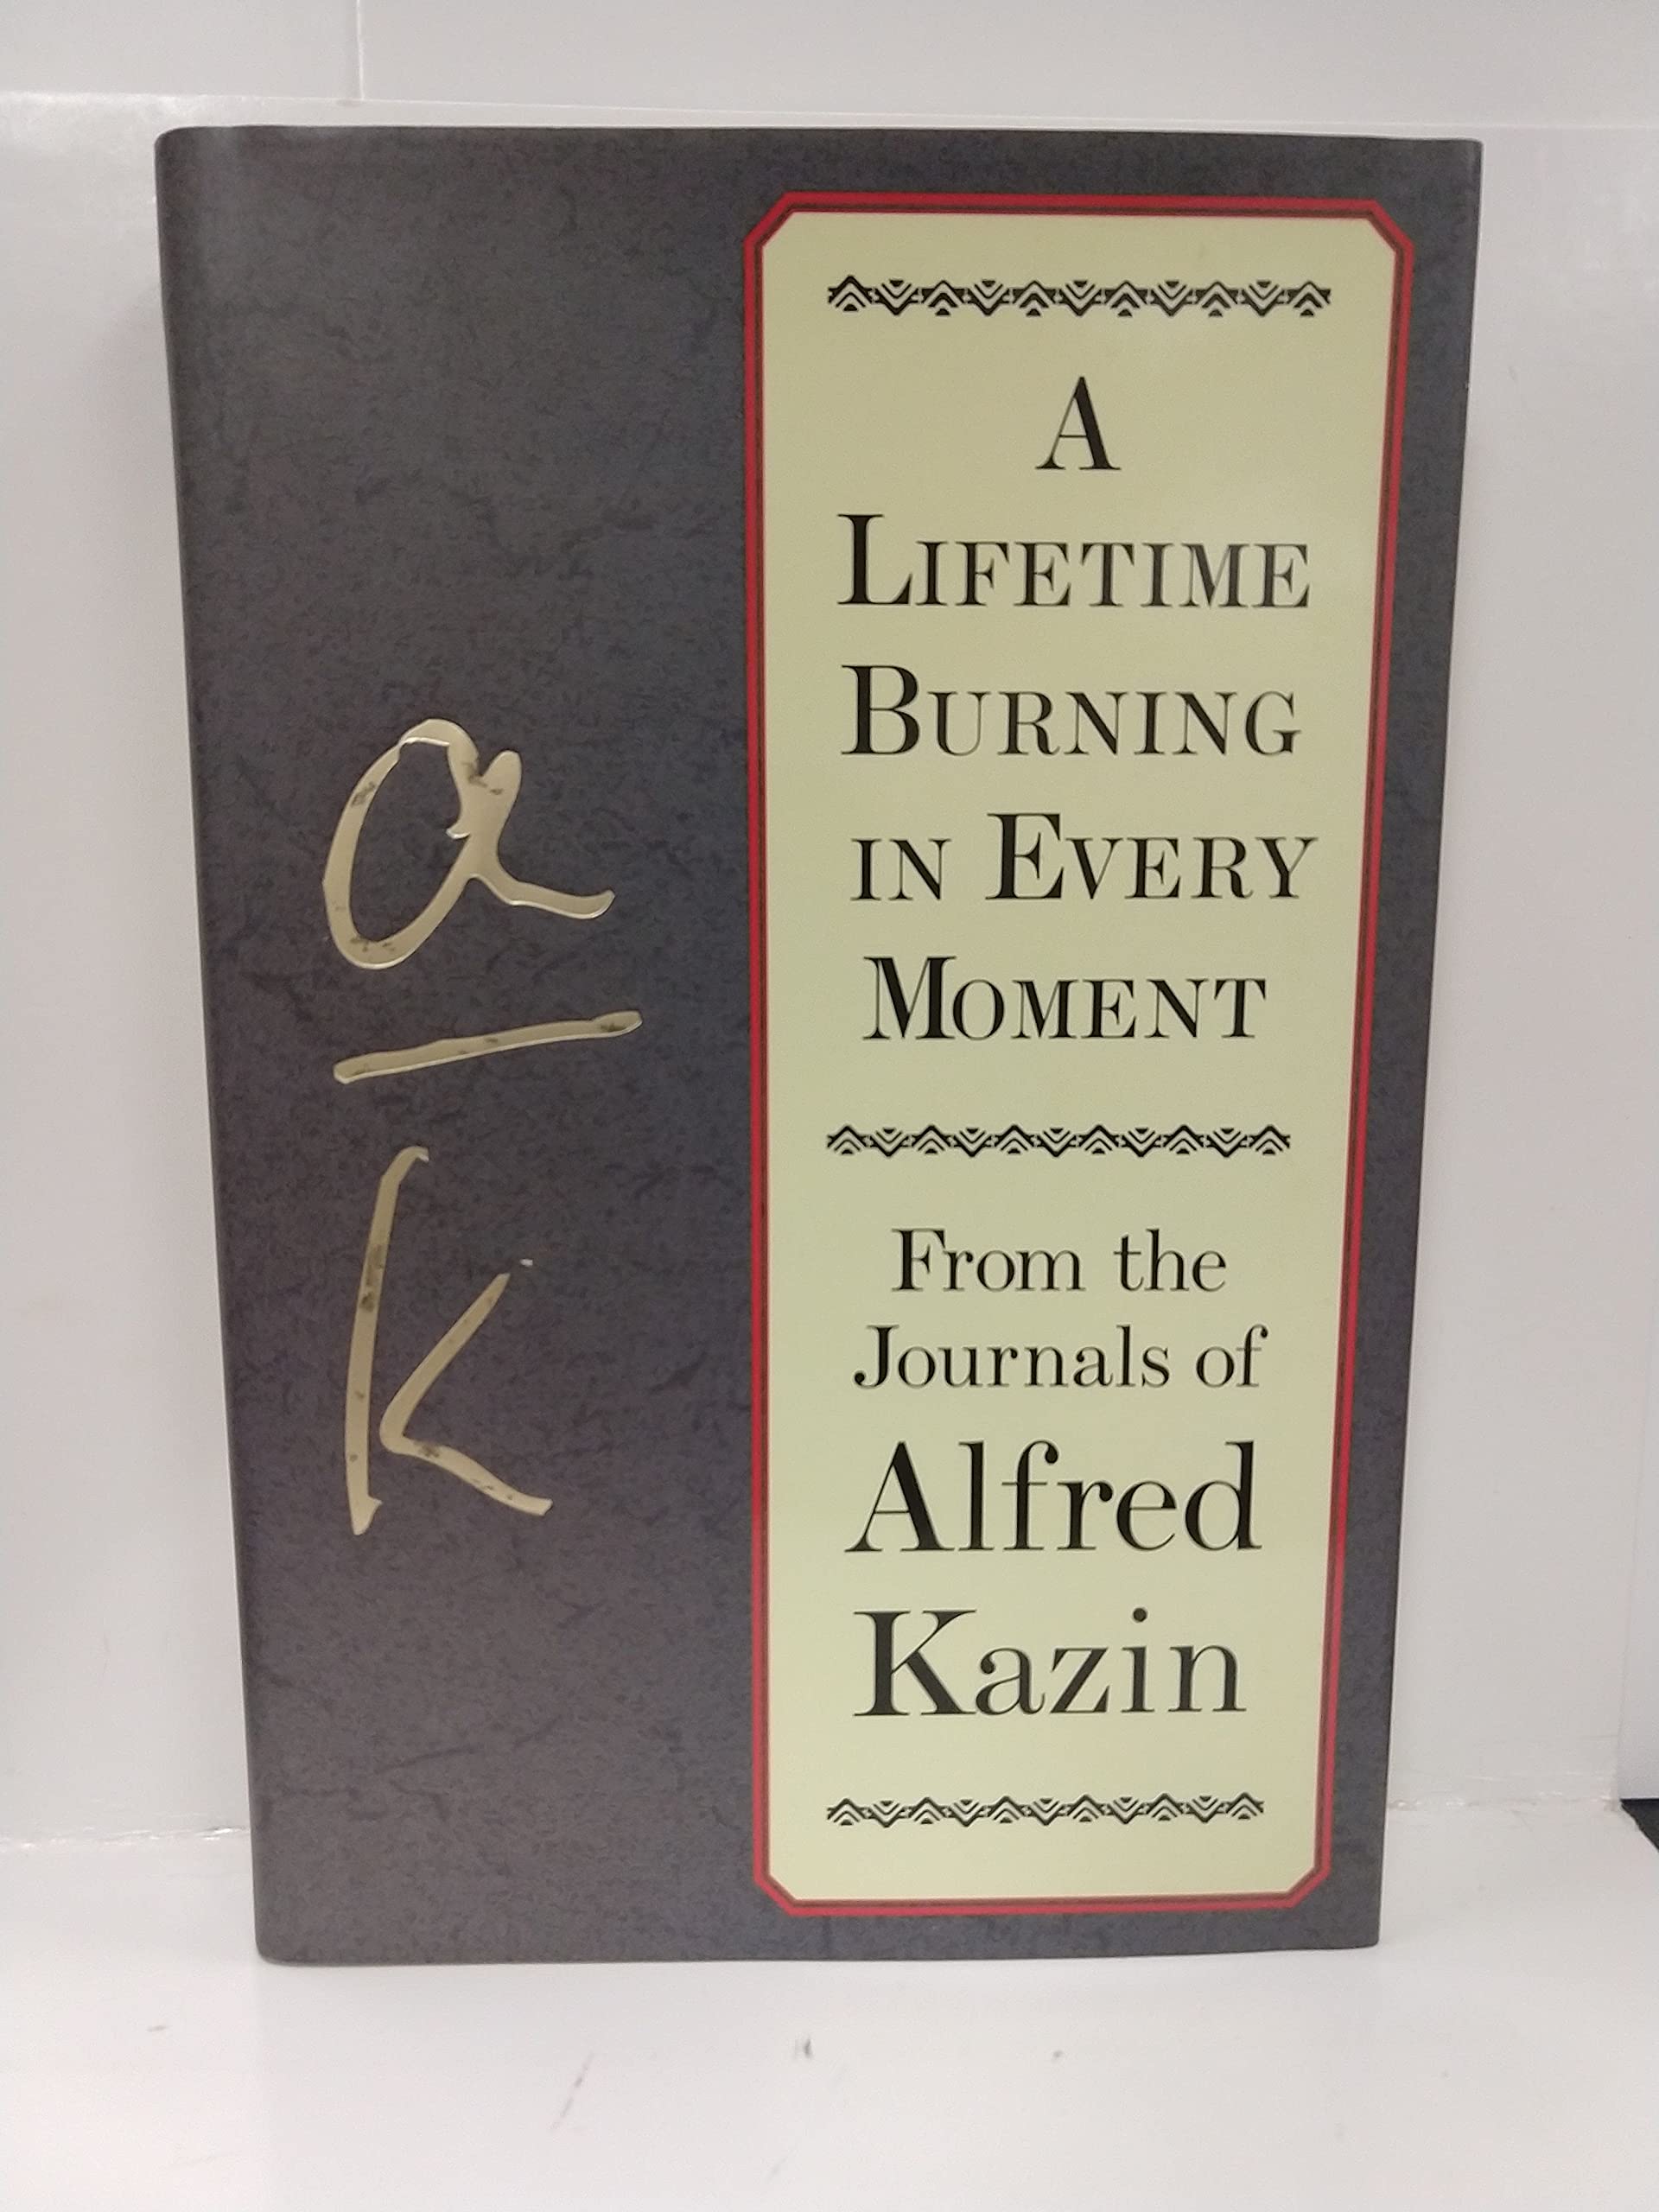 A
LIFETIME
BURNING
IN EVERY
MOMENT
From the
Journals of
Alfred
Kazin
a
k